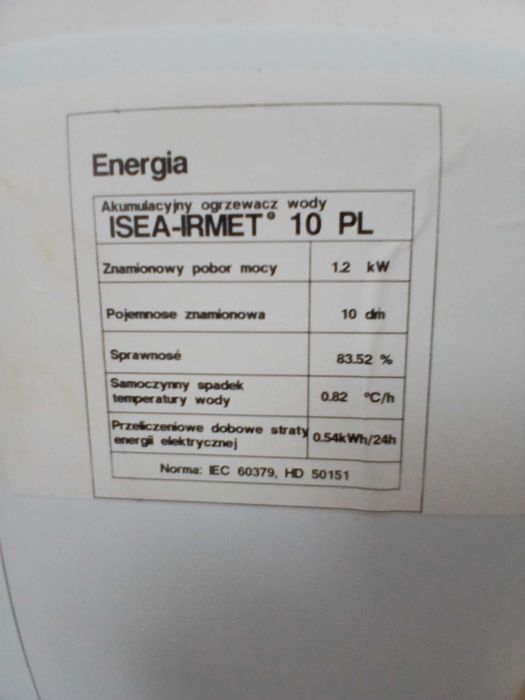 Energia
Akumulacyjny ogrzewacz wody
ISEA-IRMET® 10 PL
Znamionowy pobor mocy 1.2 kW
Pojemnose znamionowa 10 dm
Sprawnosé 83.52 %
Samoczynny spadek
temperatury wody 0.82 °C/h
Przeliczeniowe dobowe straty
energii elektrycznej 0.54kWh/24h
Norma: IEC 60379, HD 50151